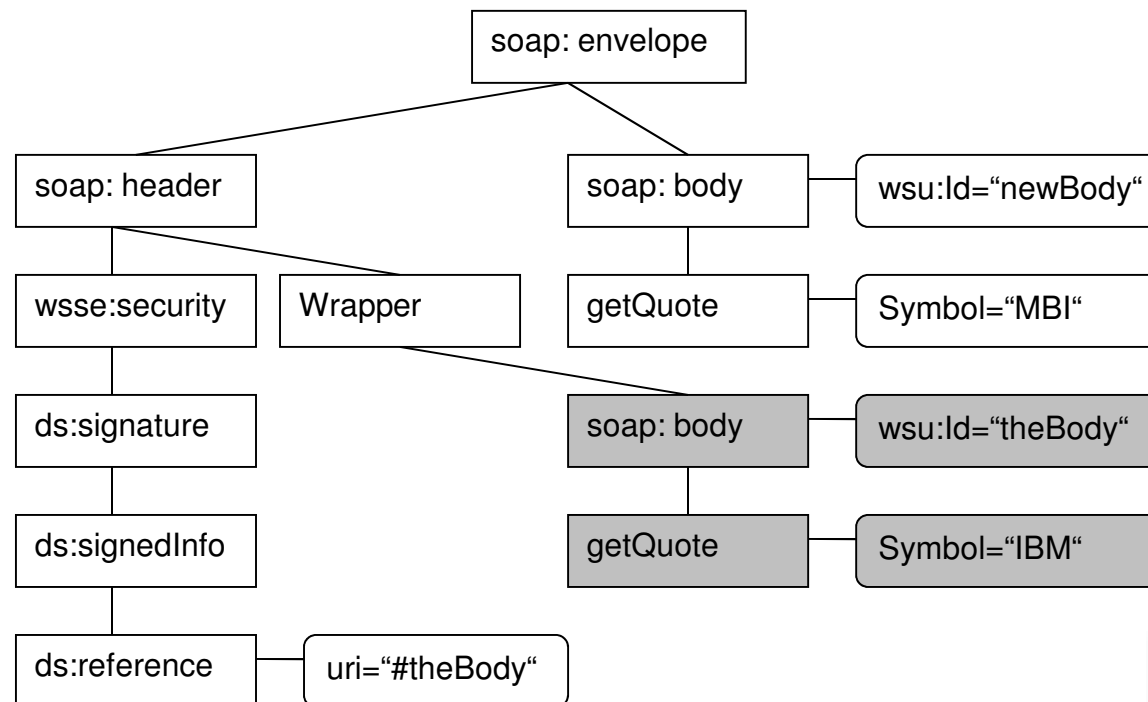 soap: envelope
soap: header
soap: body
wsu:Id=“newBody“
wsse:security
Wrapper
getQuote
Symbol=“MBI“
ds:signature
soap: body
wsu:Id=“theBody“
ds:signedInfo
getQuote
Symbol=“IBM“
ds:reference
uri=“#theBody“